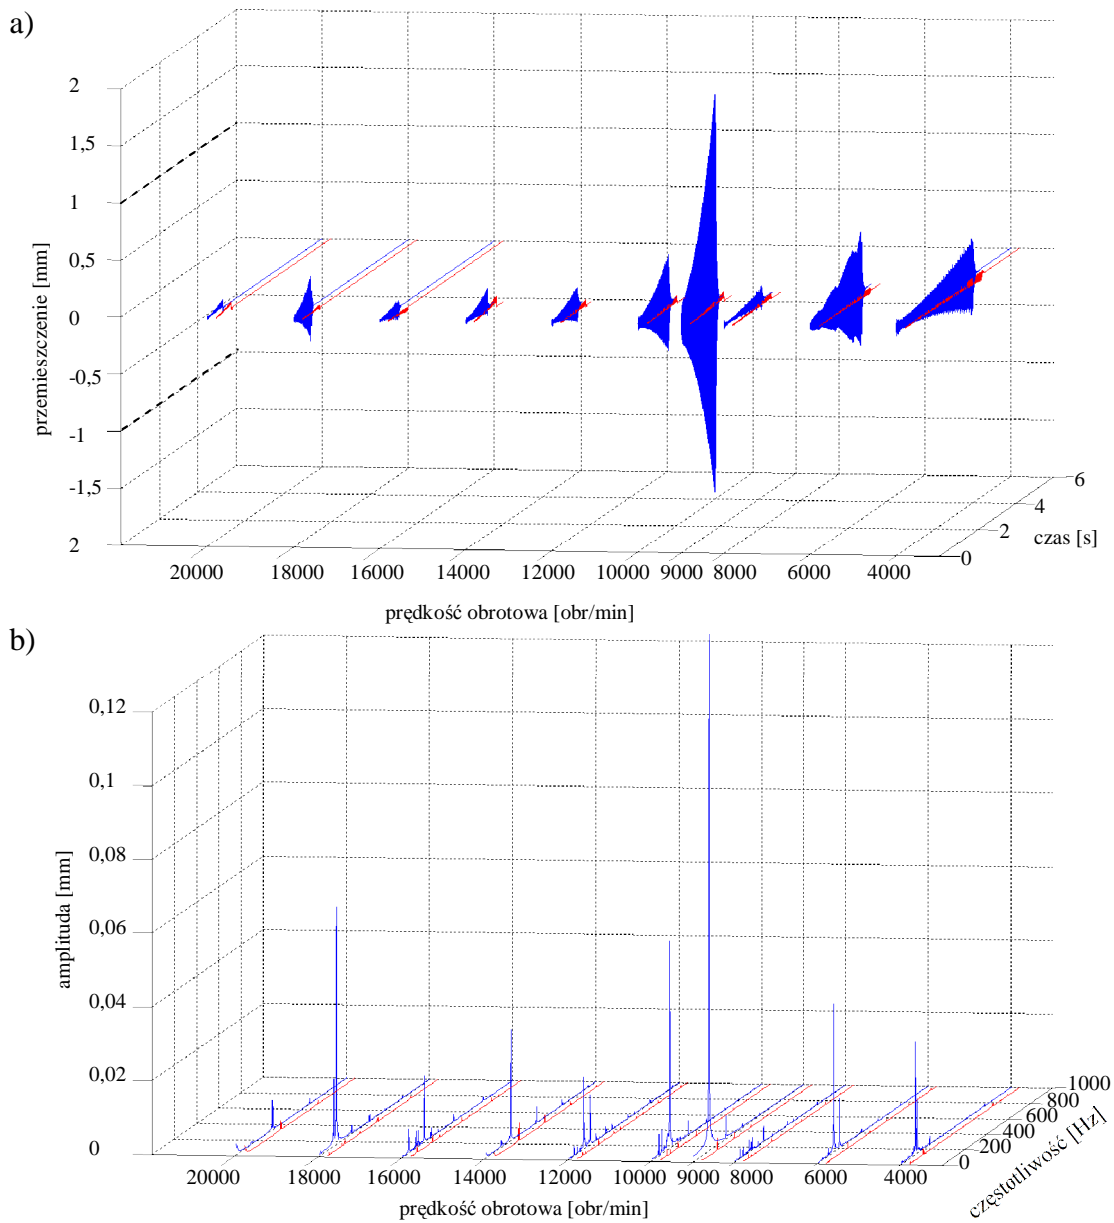 a)
2
1,5
1
0,5
0
-0,5
-1
-1,5
2
przemieszczenie [mm]
6
4
2
0
czas [s]
20000 18000 16000 14000 12000 10000 9000 8000 6000 4000
prędkość obrotowa [obr/min]
b)
0,12
0,1
0,08
0,06
0,04
0,02
0
amplituda [mm]
1000
800
600
400
200
0
częstotliwość [Hz]
20000 18000 16000 14000 12000 10000 9000 8000 6000 4000
prędkość obrotowa [obr/min]